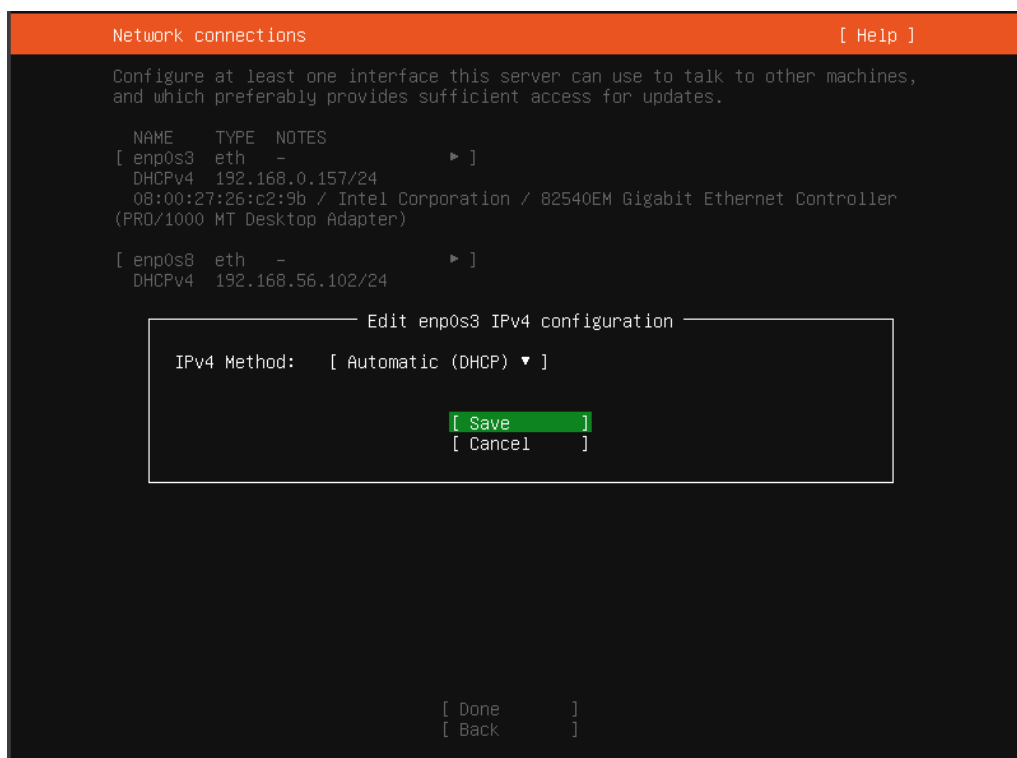 Network connections [ Help ]
Configure at least one interface this server can use to talk to other machines,
and which preferably provides sufficient access for updates.
NAME TYPE NOTES
[ enp0s3 eth - ▸ ]
DHCPv4 192.168.0.157/24
08:00:27:26:c2:9b / Intel Corporation / 82540EM Gigabit Ethernet Controller
(PRO/1000 MT Desktop Adapter)
[ enp0s8 eth - ▸ ]
DHCPv4 192.168.56.102/24
Edit enp0s3 IPv4 configuration
IPv4 Method: [ Automatic (DHCP) ▾ ]
[ Save ]
[ Cancel ]
[ Done ]
[ Back ]